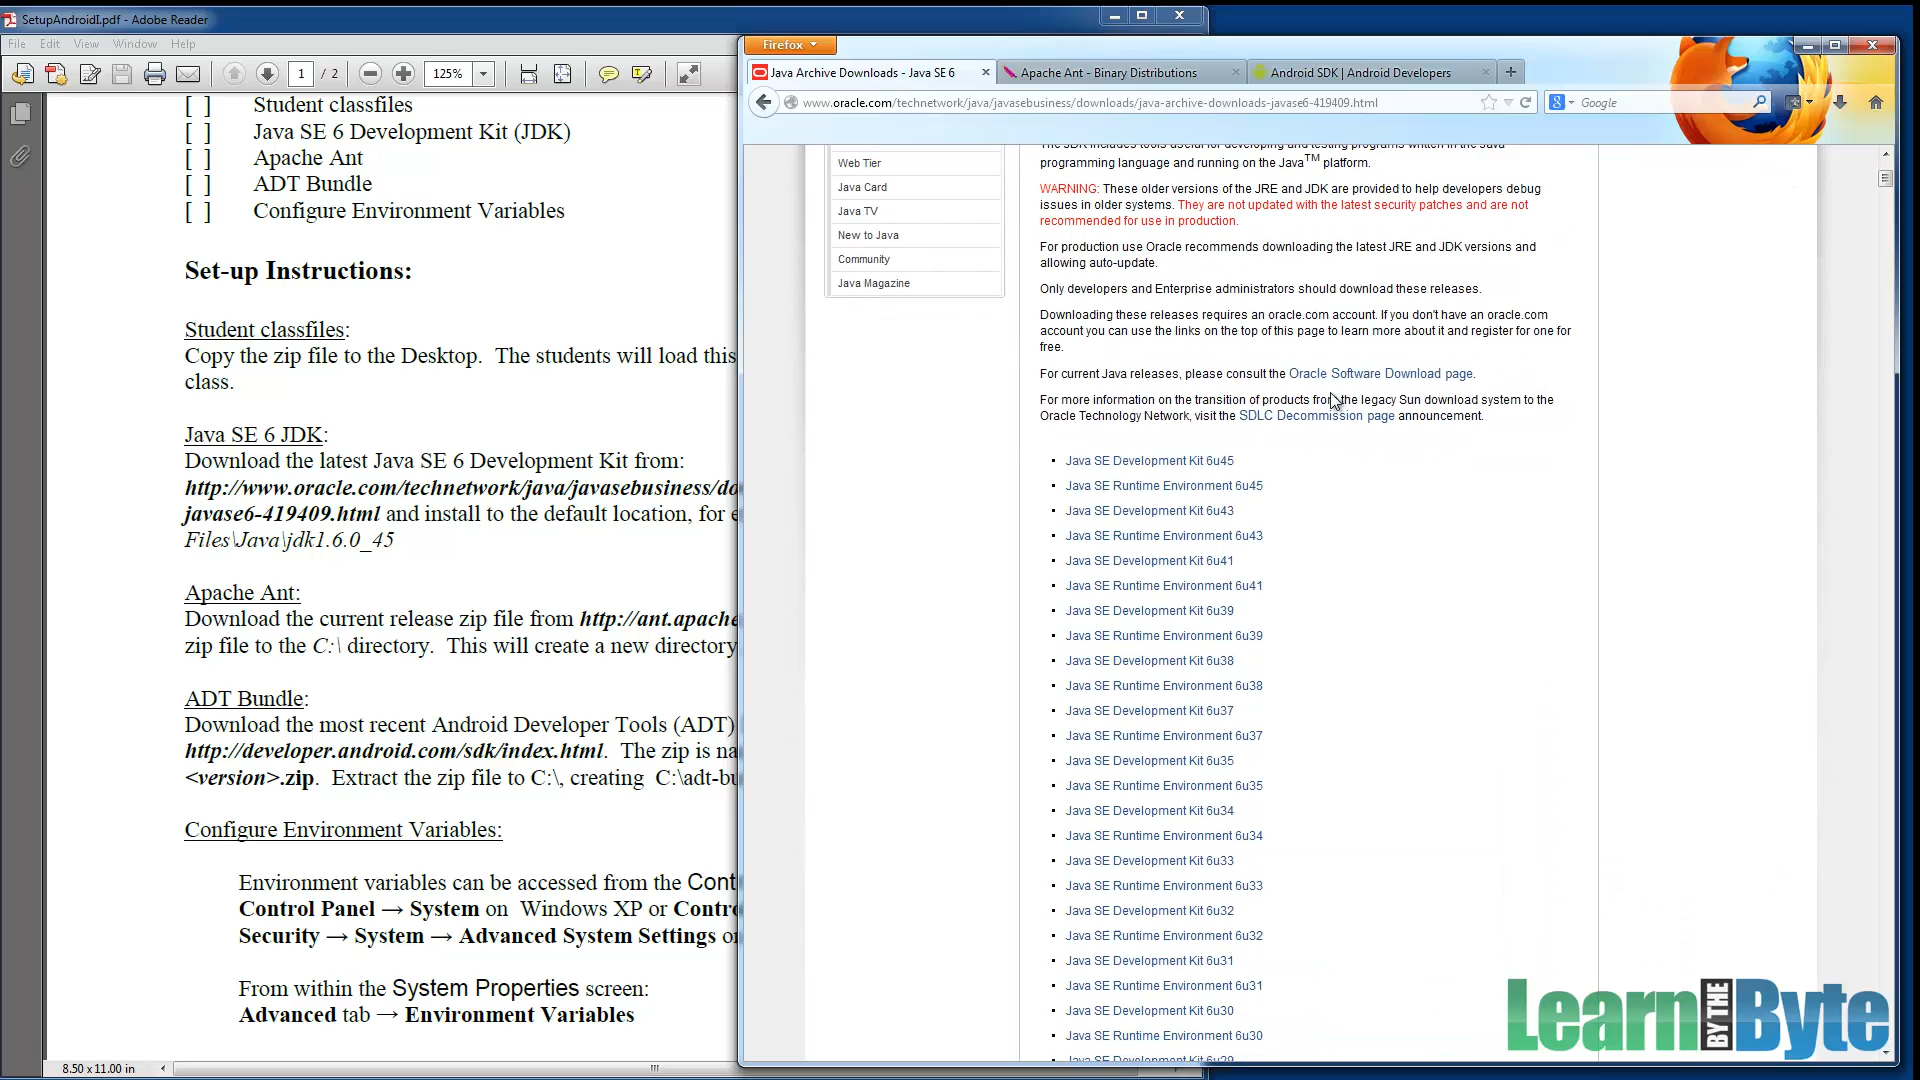 SetupAndroidI.pdf - Adobe Reader
File Edit View Window Help
1 / 2 125%
[ ] Student classfiles
[ ] Java SE 6 Development Kit (JDK)
[ ] Apache Ant
[ ] ADT Bundle
[ ] Configure Environment Variables
Set-up Instructions:
Student classfiles:
Copy the zip file to the Desktop. The students will load this
class.
Java SE 6 JDK:
Download the latest Java SE 6 Development Kit from:
http://www.oracle.com/technetwork/java/javasebusiness/do
javase6-419409.html and install to the default location, for e
Files\Java\jdk1.6.0_45
Apache Ant:
Download the current release zip file from http://ant.apache
zip file to the C:\ directory. This will create a new directory
ADT Bundle:
Download the most recent Android Developer Tools (ADT)
http://developer.android.com/sdk/index.html. The zip is na
<version>.zip. Extract the zip file to C:\, creating C:\adt-bu
Configure Environment Variables:
Environment variables can be accessed from the Cont
Control Panel → System on Windows XP or Contro
Security → System → Advanced System Settings or
From within the System Properties screen:
Advanced tab → Environment Variables
8.50 x 11.00 in
Firefox
Java Archive Downloads - Java SE 6
Apache Ant - Binary Distributions
Android SDK | Android Developers
www.oracle.com/technetwork/java/javasebusiness/downloads/java-archive-downloads-javase6-419409.html
Google
Web Tier
Java Card
Java TV
New to Java
Community
Java Magazine
The JDK includes tools useful for developing and testing programs written in the Java
programming language and running on the Java™ platform.
WARNING: These older versions of the JRE and JDK are provided to help developers debug
issues in older systems. They are not updated with the latest security patches and are not
recommended for use in production.
For production use Oracle recommends downloading the latest JRE and JDK versions and
allowing auto-update.
Only developers and Enterprise administrators should download these releases.
Downloading these releases requires an oracle.com account. If you don't have an oracle.com
account you can use the links on the top of this page to learn more about it and register for one for
free.
For current Java releases, please consult the Oracle Software Download page.
For more information on the transition of products from the legacy Sun download system to the
Oracle Technology Network, visit the SDLC Decommission page announcement.
Java SE Development Kit 6u45
Java SE Runtime Environment 6u45
Java SE Development Kit 6u43
Java SE Runtime Environment 6u43
Java SE Development Kit 6u41
Java SE Runtime Environment 6u41
Java SE Development Kit 6u39
Java SE Runtime Environment 6u39
Java SE Development Kit 6u38
Java SE Runtime Environment 6u38
Java SE Development Kit 6u37
Java SE Runtime Environment 6u37
Java SE Development Kit 6u35
Java SE Runtime Environment 6u35
Java SE Development Kit 6u34
Java SE Runtime Environment 6u34
Java SE Development Kit 6u33
Java SE Runtime Environment 6u33
Java SE Development Kit 6u32
Java SE Runtime Environment 6u32
Java SE Development Kit 6u31
Java SE Runtime Environment 6u31
Java SE Development Kit 6u30
Java SE Runtime Environment 6u30
Java SE Development Kit 6u29
Learn BY THE Byte